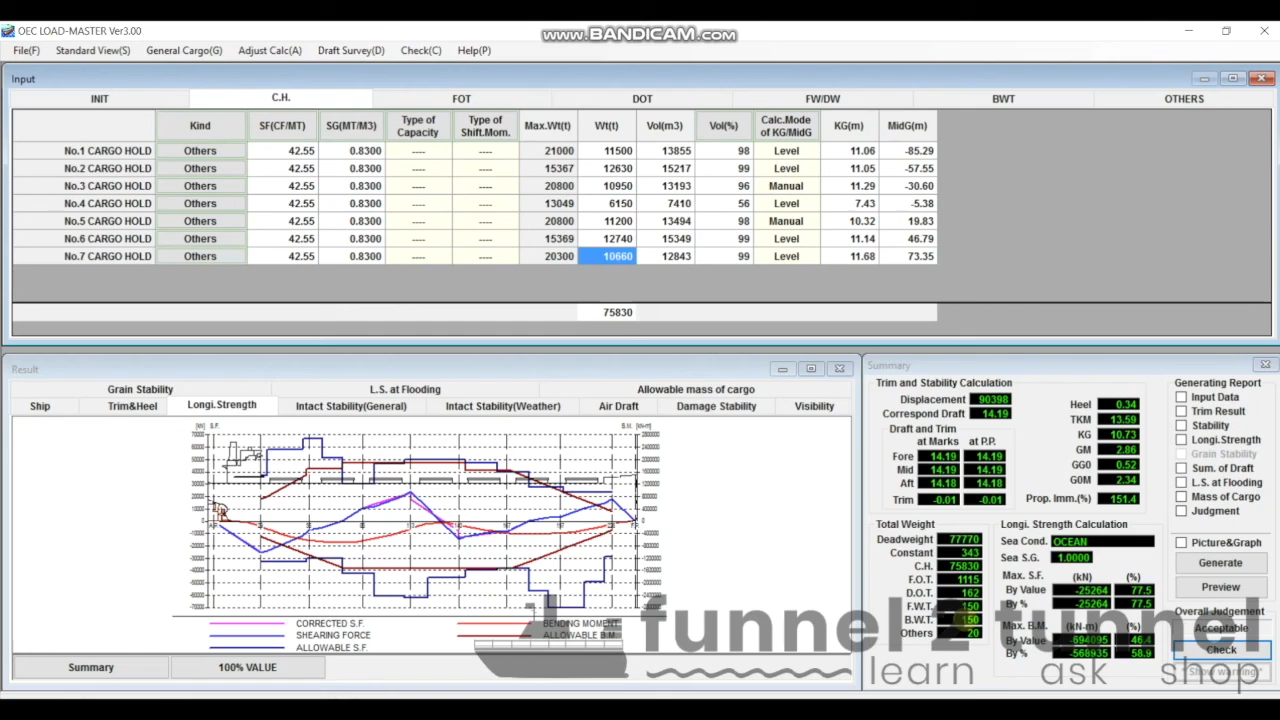 OEC LOAD-MASTER Ver3.00
www.BANDICAM.com
File(F) Standard View(S) General Cargo(G) Adjust Calc(A) Draft Survey(D) Check(C) Help(P)
Input
INIT C.H. FOT DOT FW/DW BWT OTHERS
Kind SF(CF/MT) SG(MT/M3) Type of Capacity Type of Shift.Mom. Max.Wt(t) Wt(t) Vol(m3) Vol(%) Calc.Mode of KG/MidG KG(m) MidG(m)
No.1 CARGO HOLD Others 42.55 0.8300 ---- ---- 21000 11500 13855 98 Level 11.06 -85.29
No.2 CARGO HOLD Others 42.55 0.8300 ---- ---- 15367 12630 15217 99 Level 11.05 -57.55
No.3 CARGO HOLD Others 42.55 0.8300 ---- ---- 20800 10950 13193 96 Manual 11.29 -30.60
No.4 CARGO HOLD Others 42.55 0.8300 ---- ---- 13049 6150 7410 56 Level 7.43 -5.38
No.5 CARGO HOLD Others 42.55 0.8300 ---- ---- 20800 11200 13494 98 Manual 10.32 19.83
No.6 CARGO HOLD Others 42.55 0.8300 ---- ---- 15369 12740 15349 99 Level 11.14 46.79
No.7 CARGO HOLD Others 42.55 0.8300 ---- ---- 20300 10660 12843 99 Level 11.68 73.35
75830
Result
Grain Stability L.S. at Flooding Allowable mass of cargo
Ship Trim&Heel Longi.Strength Intact Stability(General) Intact Stability(Weather) Air Draft Damage Stability Visibility
[kN] S.F. B.M. [kN-m]
CORRECTED S.F. BENDING MOMENT
SHEARING FORCE ALLOWABLE B.M.
ALLOWABLE S.F.
Summary 100% VALUE
Summary
Trim and Stability Calculation
Displacement 90398
Correspond Draft 14.19
Draft and Trim
at Marks at P.P.
Fore 14.19 14.19
Mid 14.19 14.19
Aft 14.18 14.18
Trim -0.01 -0.01
Heel 0.34
TKM 13.59
KG 10.73
GM 2.86
GG0 0.52
G0M 2.34
Prop. Imm.(%) 151.4
Total Weight
Deadweight 77770
Constant 343
C.H. 75830
F.O.T. 1115
D.O.T. 162
F.W.T. 150
B.W.T. 150
Others 20
Longi. Strength Calculation
Sea Cond. OCEAN
Sea S.G. 1.0000
Max. S.F. (kN) (%)
By Value -25264 77.5
By % -25264 77.5
Max. B.M. (kN-m) (%)
By Value -694095 46.4
By % -568935 58.9
Generating Report
Input Data
Trim Result
Stability
Longi.Strength
Grain Stability
Sum. of Draft
L.S. at Flooding
Mass of Cargo
Judgment
Picture&Graph
Generate
Preview
Overall Judgement
Acceptable
Check
"Show warning"
funnel 2 tunnel
learn ask shop